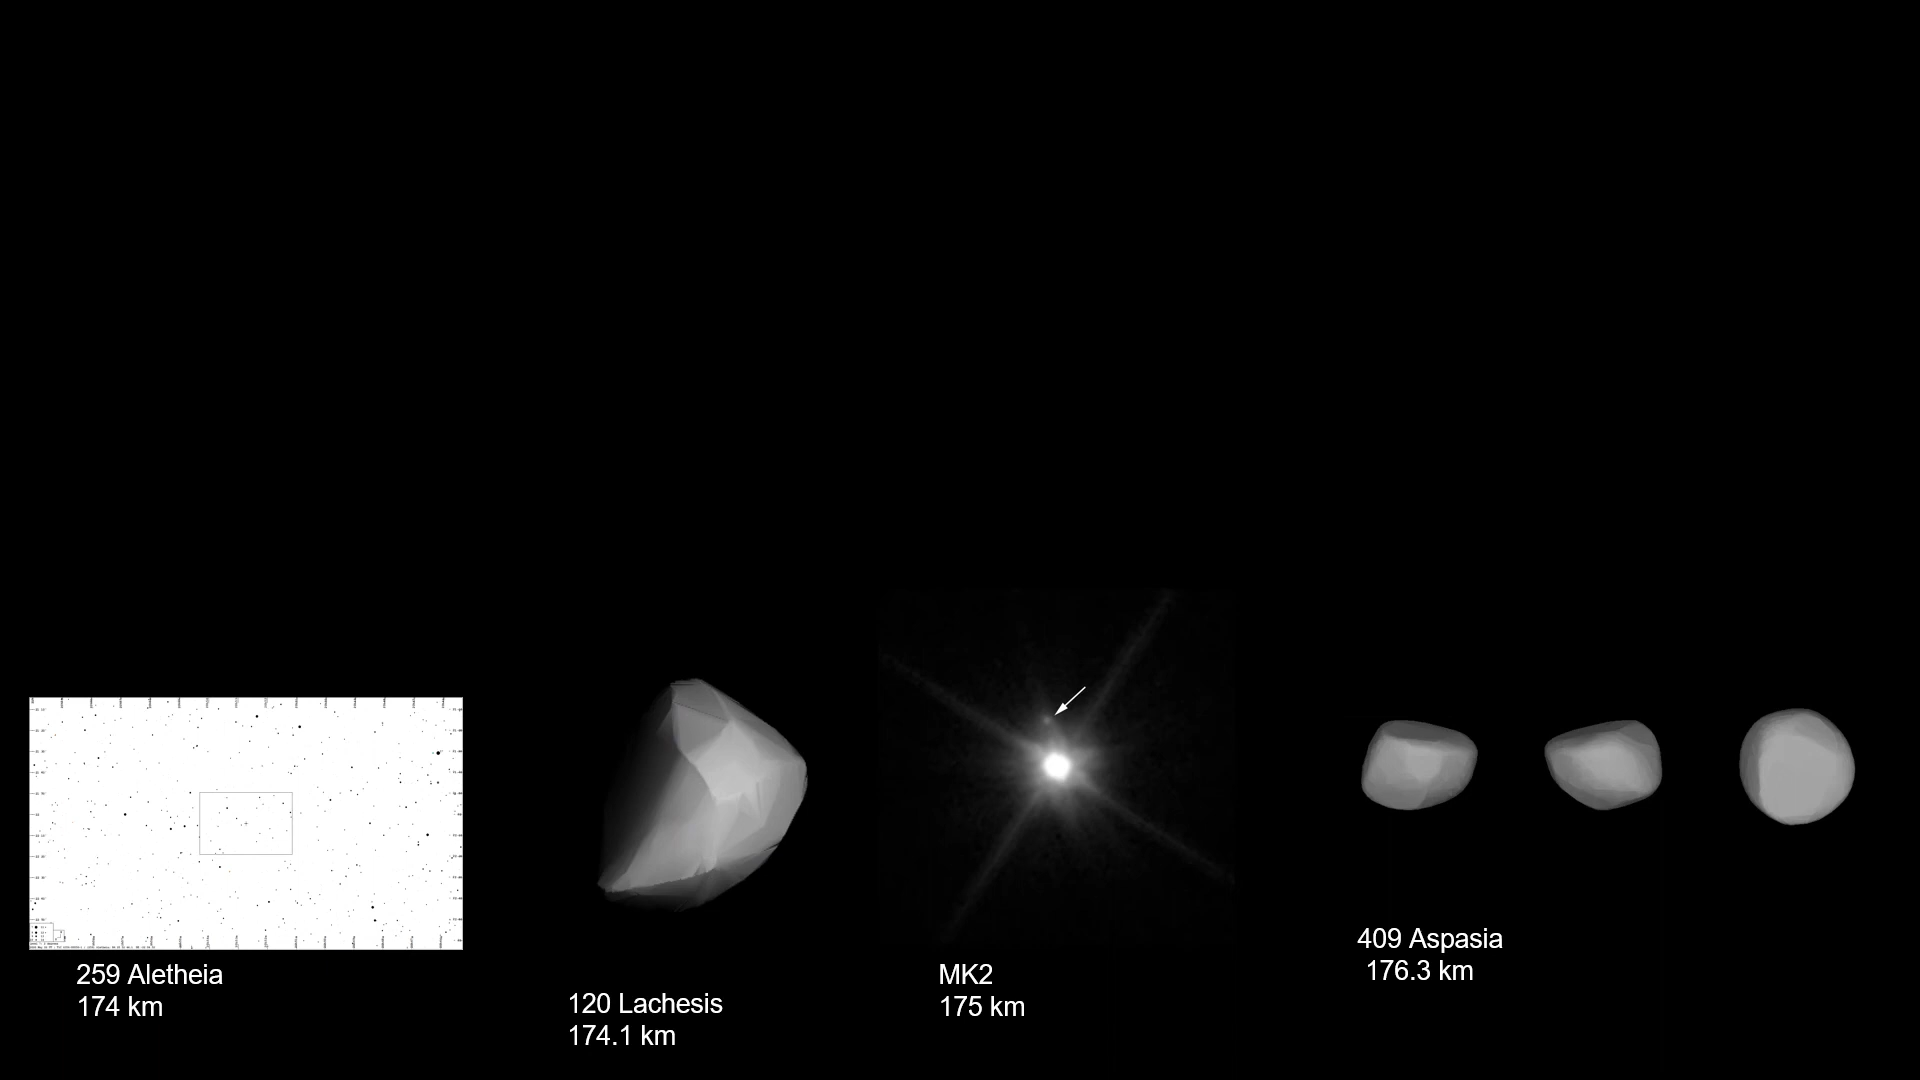 259 Aletheia
174 km
120 Lachesis
174.1 km
MK2
175 km
409 Aspasia
176.3 km